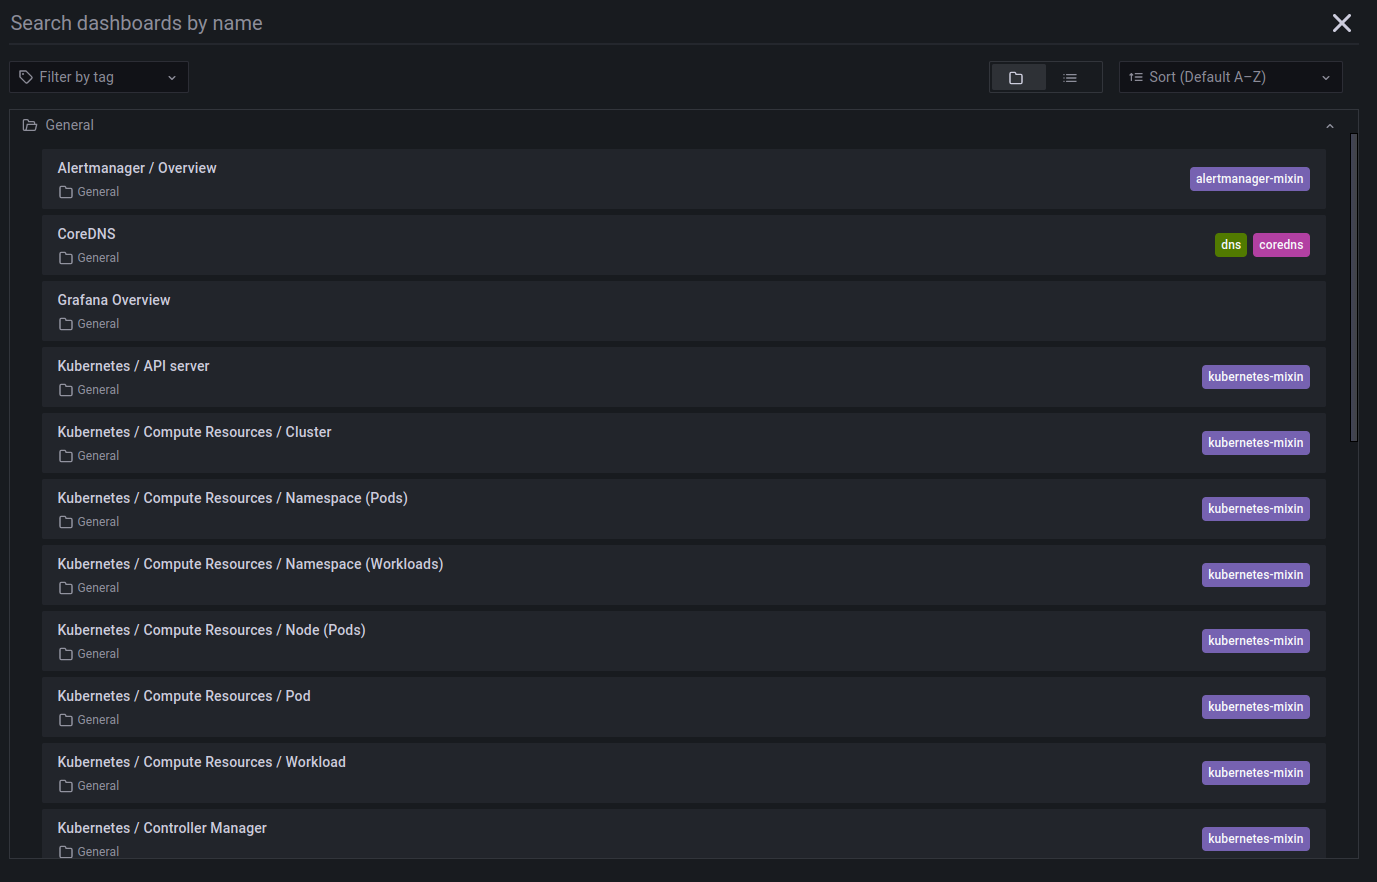 Search dashboards by name
Filter by tag
Sort (Default A–Z)
General
Alertmanager / Overview
General
alertmanager-mixin
CoreDNS
General
dns coredns
Grafana Overview
General
Kubernetes / API server
General
kubernetes-mixin
Kubernetes / Compute Resources / Cluster
General
kubernetes-mixin
Kubernetes / Compute Resources / Namespace (Pods)
General
kubernetes-mixin
Kubernetes / Compute Resources / Namespace (Workloads)
General
kubernetes-mixin
Kubernetes / Compute Resources / Node (Pods)
General
kubernetes-mixin
Kubernetes / Compute Resources / Pod
General
kubernetes-mixin
Kubernetes / Compute Resources / Workload
General
kubernetes-mixin
Kubernetes / Controller Manager
General
kubernetes-mixin